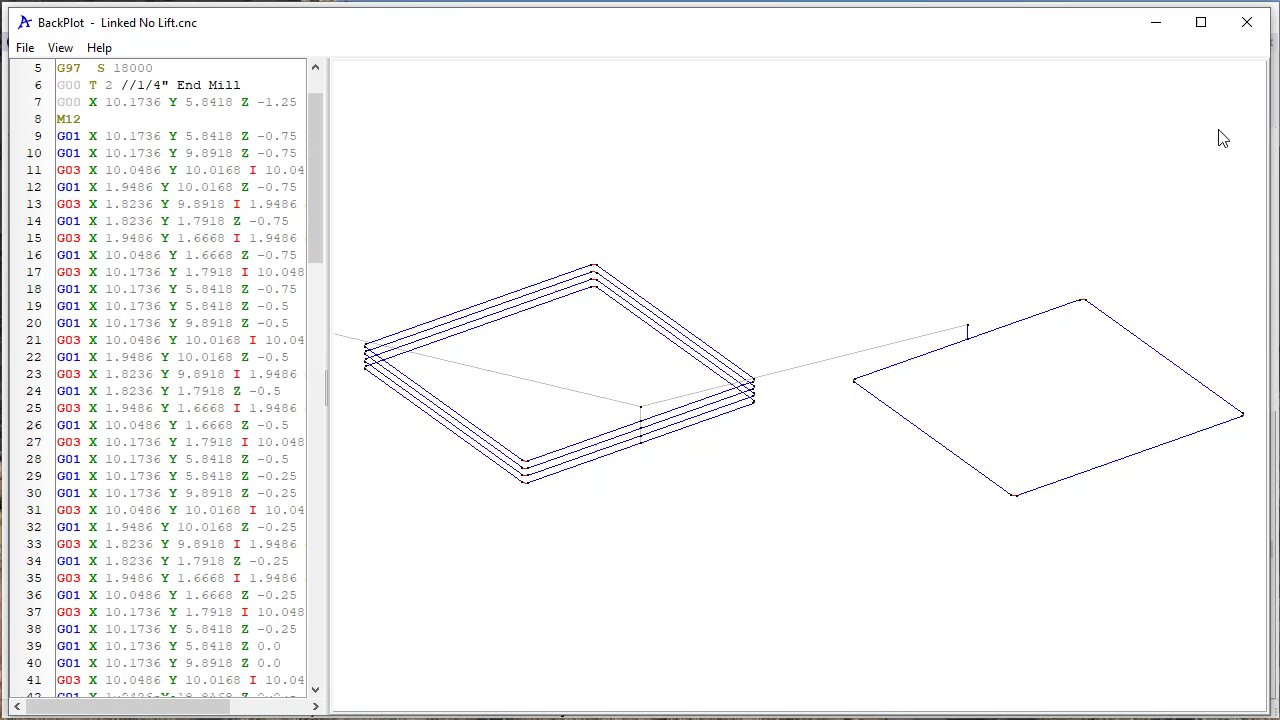 BackPlot - Linked No Lift.cnc
File View Help
5 G97 S 18000
6 G00 T 2 //1/4" End Mill
7 G00 X 10.1736 Y 5.8418 Z -1.25
8 M12
9 G01 X 10.1736 Y 5.8418 Z -0.75
10 G01 X 10.1736 Y 9.8918 Z -0.75
11 G03 X 10.0486 Y 10.0168 I 10.04
12 G01 X 1.9486 Y 10.0168 Z -0.75
13 G03 X 1.8236 Y 9.8918 I 1.9486
14 G01 X 1.8236 Y 1.7918 Z -0.75
15 G03 X 1.9486 Y 1.6668 I 1.9486
16 G01 X 10.0486 Y 1.6668 Z -0.75
17 G03 X 10.1736 Y 1.7918 I 10.048
18 G01 X 10.1736 Y 5.8418 Z -0.75
19 G01 X 10.1736 Y 5.8418 Z -0.5
20 G01 X 10.1736 Y 9.8918 Z -0.5
21 G03 X 10.0486 Y 10.0168 I 10.04
22 G01 X 1.9486 Y 10.0168 Z -0.5
23 G03 X 1.8236 Y 9.8918 I 1.9486
24 G01 X 1.8236 Y 1.7918 Z -0.5
25 G03 X 1.9486 Y 1.6668 I 1.9486
26 G01 X 10.0486 Y 1.6668 Z -0.5
27 G03 X 10.1736 Y 1.7918 I 10.048
28 G01 X 10.1736 Y 5.8418 Z -0.5
29 G01 X 10.1736 Y 5.8418 Z -0.25
30 G01 X 10.1736 Y 9.8918 Z -0.25
31 G03 X 10.0486 Y 10.0168 I 10.04
32 G01 X 1.9486 Y 10.0168 Z -0.25
33 G03 X 1.8236 Y 9.8918 I 1.9486
34 G01 X 1.8236 Y 1.7918 Z -0.25
35 G03 X 1.9486 Y 1.6668 I 1.9486
36 G01 X 10.0486 Y 1.6668 Z -0.25
37 G03 X 10.1736 Y 1.7918 I 10.048
38 G01 X 10.1736 Y 5.8418 Z -0.25
39 G01 X 10.1736 Y 5.8418 Z 0.0
40 G01 X 10.1736 Y 9.8918 Z 0.0
41 G03 X 10.0486 Y 10.0168 I 10.04